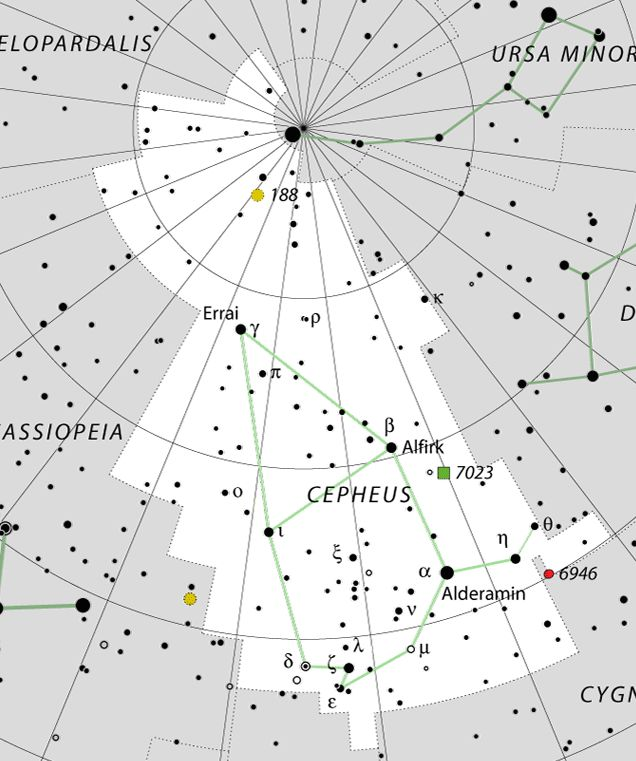 ELOPARDALIS
URSA MINOR
188
κ
Errai
γ
ρ
π
D
β
ASSIOPEIA
Alfirk
7023
ο
CEPHEUS
θ
ι
η
ξ
α
6946
Alderamin
ν
λ
μ
δ
ζ
ε
CYGN